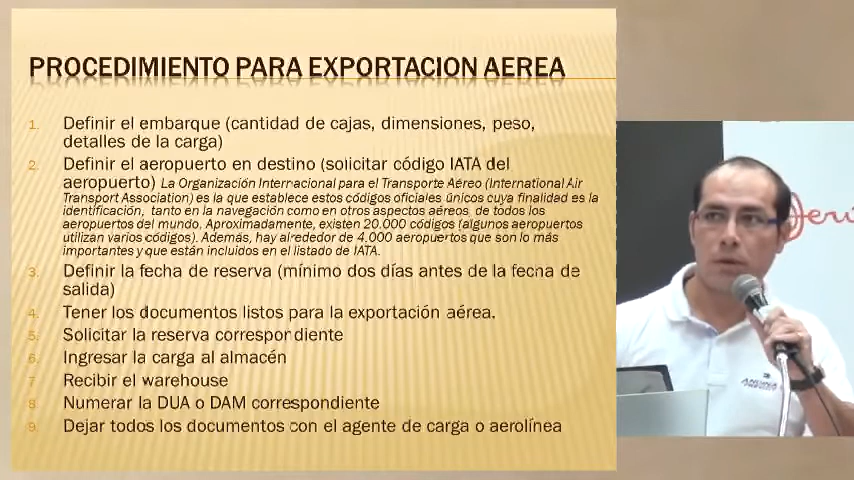 PROCEDIMIENTO PARA EXPORTACION AEREA
1. Definir el embarque (cantidad de cajas, dimensiones, peso,
detalles de la carga)
2. Definir el aeropuerto en destino (solicitar código IATA del
aeropuerto) La Organización Internacional para el Transporte Aéreo (International Air
Transport Association) es la que establece estos códigos oficiales únicos cuya finalidad es la
identificación, tanto en la navegación como en otros aspectos aéreos, de todos los
aeropuertos del mundo. Aproximadamente, existen 20.000 códigos (algunos aeropuertos
utilizan varios códigos). Además, hay alrededor de 4.000 aeropuertos que son lo más
importantes y que están incluidos en el listado de IATA.
3. Definir la fecha de reserva (mínimo dos días antes de la fecha de
salida)
4. Tener los documentos listos para la exportación aérea.
5. Solicitar la reserva correspondiente
6. Ingresar la carga al almacén
7. Recibir el warehouse
8. Numerar la DUA o DAM correspondiente
9. Dejar todos los documentos con el agente de carga o aerolínea